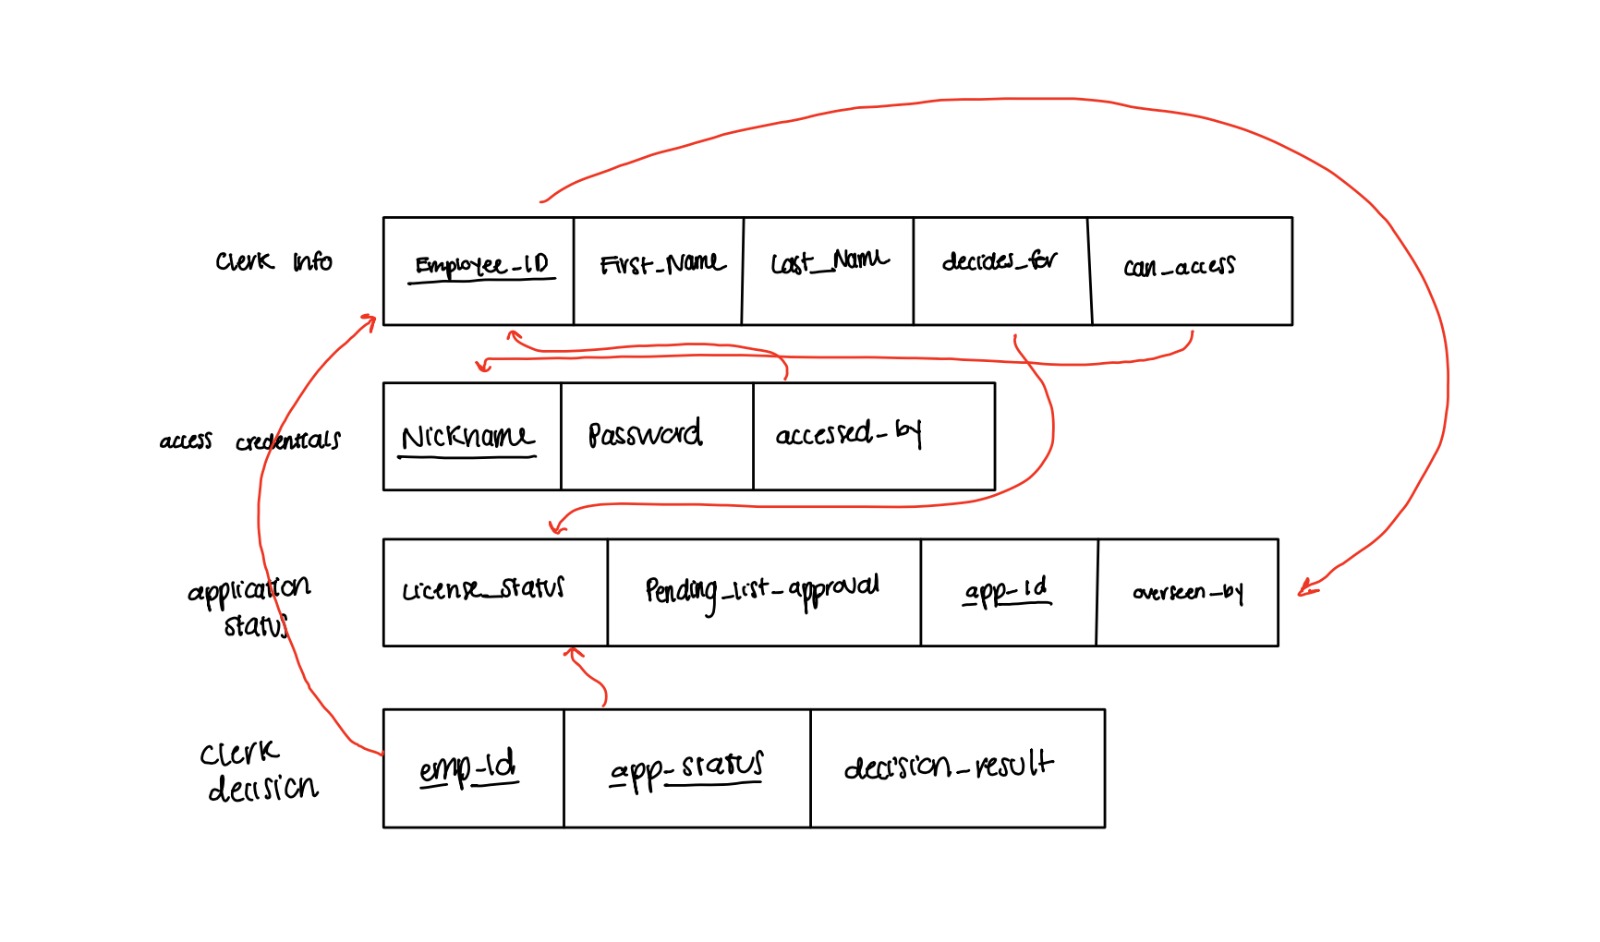 Clerk Info
Employee_ID
First_Name
Last_Name
decides_for
can_access
access credentials
Nickname
Password
accessed_by
application
status
License_status
Pending_list_approval
app_id
overseen_by
Clerk
decision
emp_id
app_status
decision_result